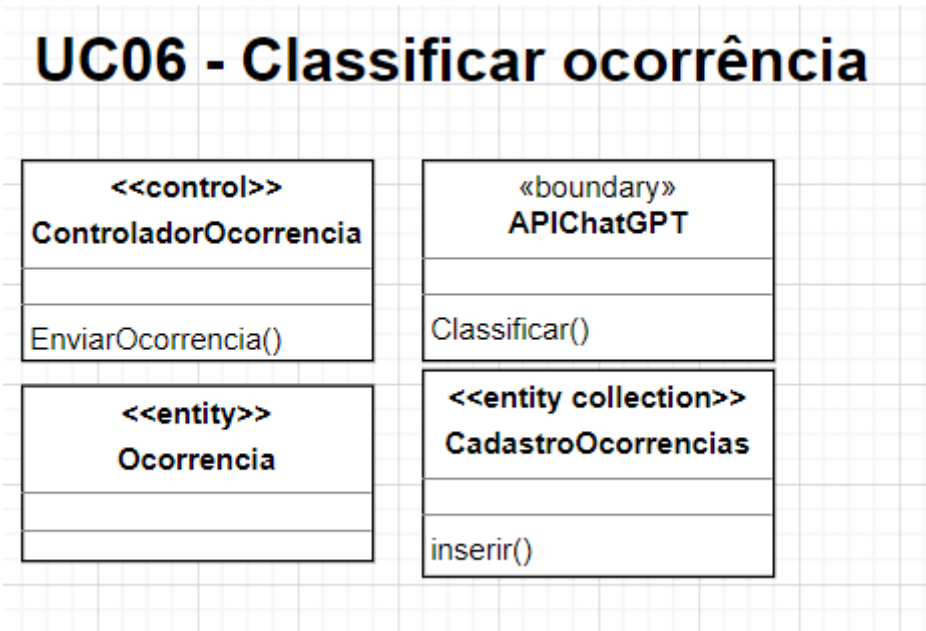 UC06 - Classificar ocorrência
<<control>>
ControladorOcorrencia
EnviarOcorrencia()
«boundary»
APIChatGPT
Classificar()
<<entity>>
Ocorrencia
<<entity collection>>
CadastroOcorrencias
inserir()